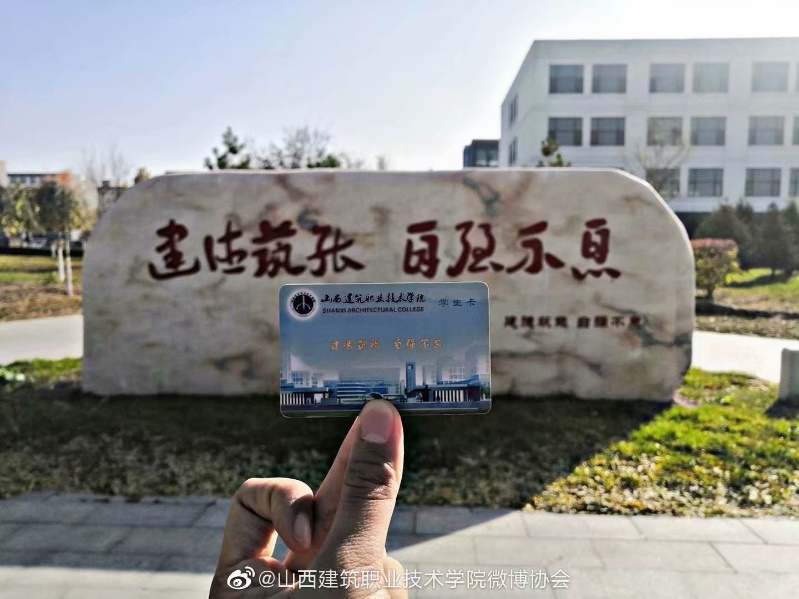 建德筑能 自强不息
建德筑能 自强不息
山西建筑职业技术学院 学生卡
SHANXI ARCHITECTURAL COLLEGE
建德筑能 自强不息
@山西建筑职业技术学院微博协会